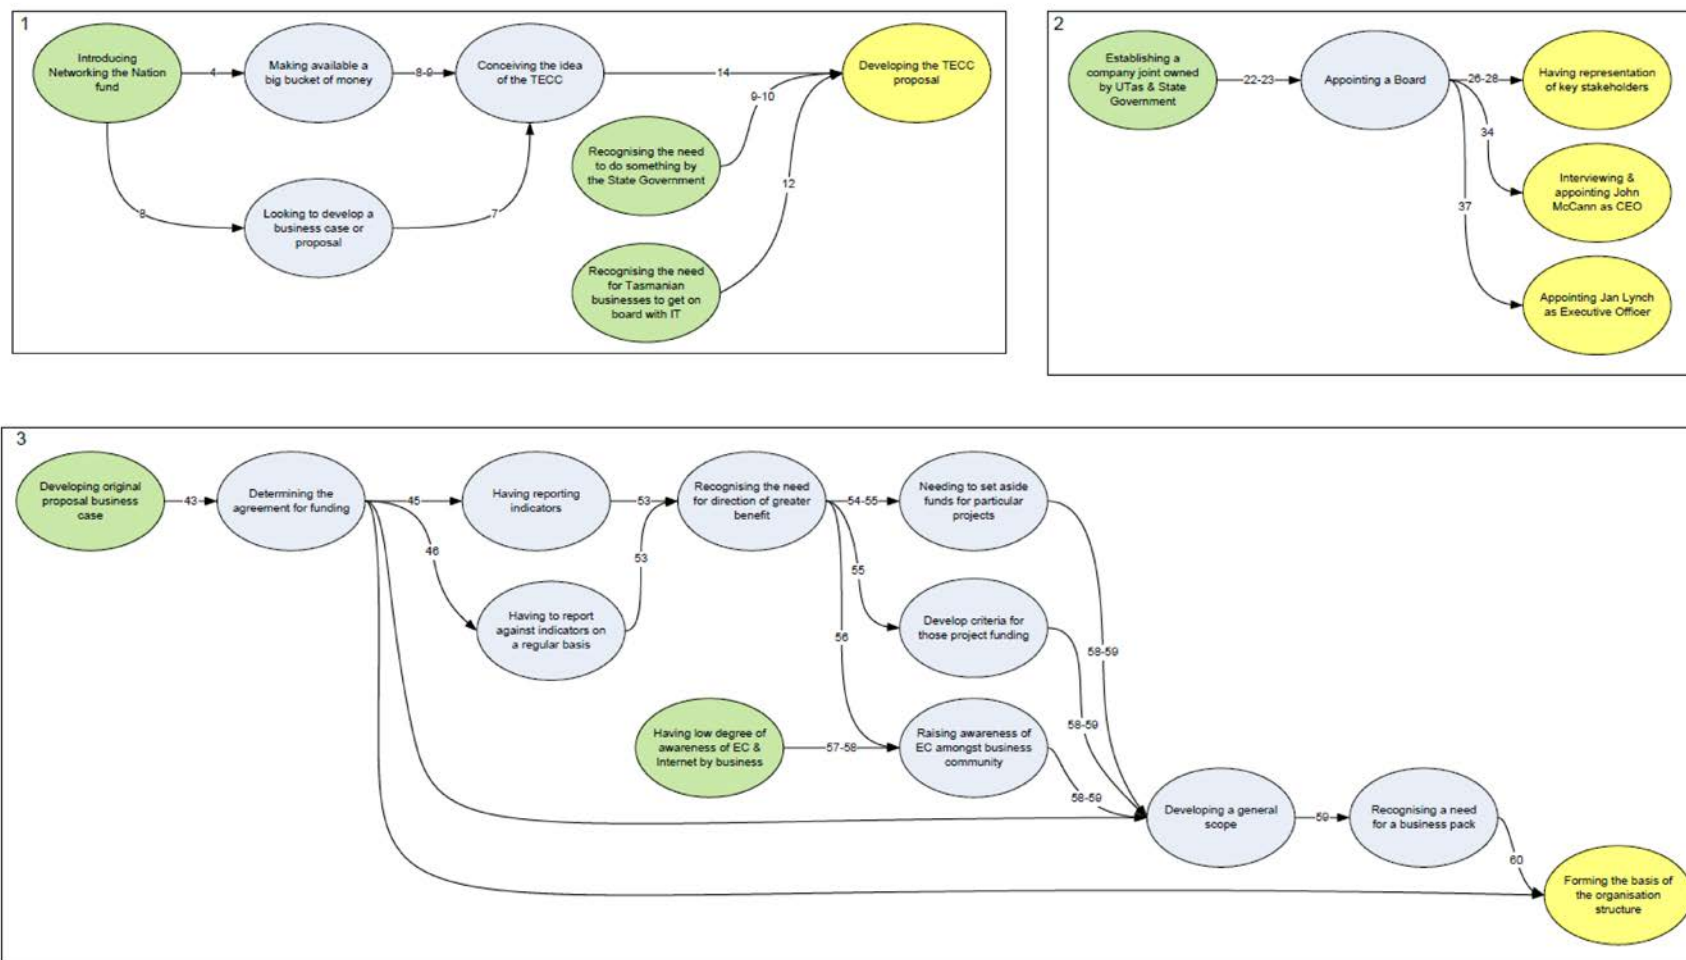 1
Introducing
Networking the Nation
fund
4
Making available a
big bucket of money
8-9
Conceiving the idea
of the TECC
14
Developing the TECC
proposal
9-10
Recognising the need
to do something by
the State Government
12
8
Looking to develop a
business case or
proposal
7
Recognising the need
for Tasmanian
businesses to get on
board with IT
2
Establishing a
company joint owned
by UTas & State
Government
22-23
Appointing a Board
26-28
Having representation
of key stakeholders
34
Interviewing &
appointing John
McCann as CEO
37
Appointing Jan Lynch
as Executive Officer
3
Developing original
proposal business
case
43
Determining the
agreement for funding
45
Having reporting
indicators
53
Recognising the need
for direction of greater
benefit
54-55
Needing to set aside
funds for particular
projects
46
53
55
Having to report
against indicators on
a regular basis
Develop criteria for
those project funding
56
58-59
58-59
Having low degree of
awareness of EC &
Internet by business
57-58
Raising awareness of
EC amongst business
community
58-59
Developing a general
scope
59
Recognising a need
for a business pack
60
Forming the basis of
the organisation
structure